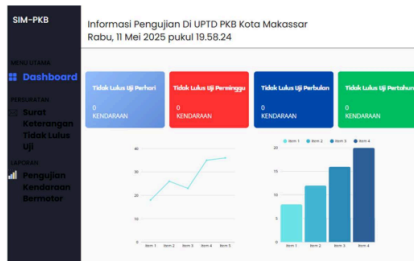 SIM-PKB
Informasi Pengujian Di UPTD PKB Kota Makassar
Rabu, 11 Mei 2025 pukul 19.58.24
MENU UTAMA
Dashboard
PERSURATAN
Surat
Keterangan
Tidak Lulus
Uji
LAPORAN
Pengujian
Kendaraan
Bermotor
Tidak Lulus Uji Perhari
0
KENDARAAN
Tidak Lulus Uji Perminggu
0
KENDARAAN
Tidak Lulus Uji Perbulan
0
KENDARAAN
Tidak Lulus Uji Pertahun
0
KENDARAAN
40
30
20
10
0
Item 1 Item 2 Item 3 Item 4 Item 5
Item 1 Item 2 Item 3 Item 4
20
15
10
5
0
Item 1 Item 2 Item 3 Item 4